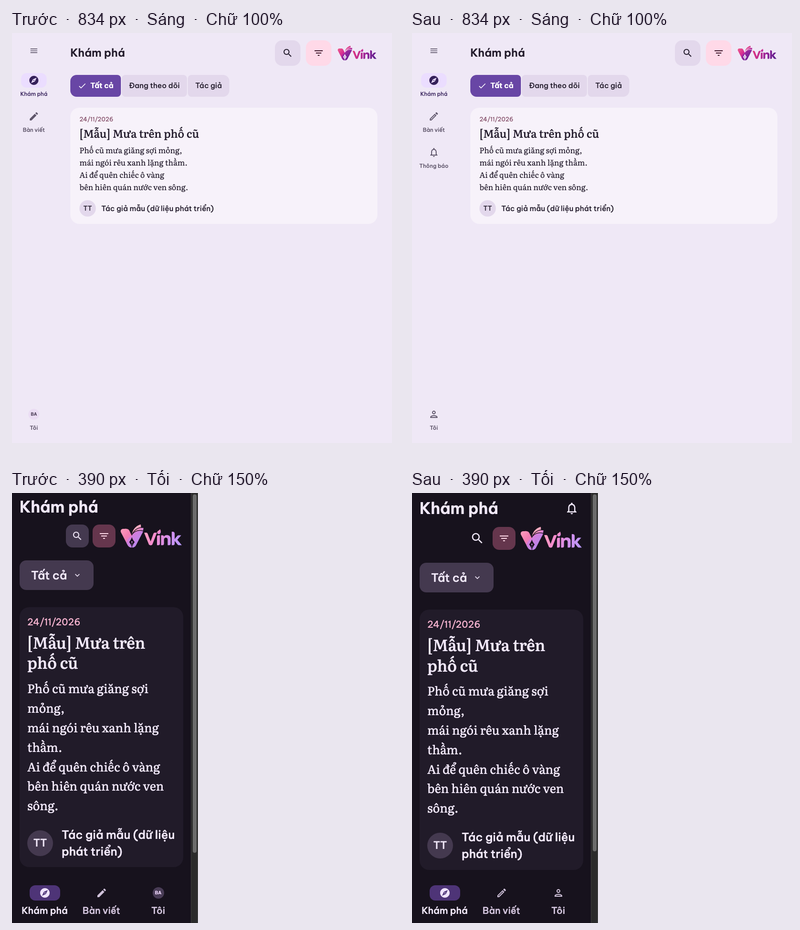 Trước · 834 px · Sáng · Chữ 100%
Khám phá
Vink
Khám phá
Tất cả
Đang theo dõi
Tác giả
Bản viết
24/11/2026
[Mẫu] Mưa trên phố cũ
Phố cũ mưa giăng sợi mỏng,
mái ngói rêu xanh lặng thầm.
Ai để quên chiếc ô vàng
bên hiên quán nước ven sông.
TT
Tác giả mẫu (dữ liệu phát triển)
BA
Tôi
Sau · 834 px · Sáng · Chữ 100%
Khám phá
Vink
Khám phá
Tất cả
Đang theo dõi
Tác giả
Bản viết
Thông báo
24/11/2026
[Mẫu] Mưa trên phố cũ
Phố cũ mưa giăng sợi mỏng,
mái ngói rêu xanh lặng thầm.
Ai để quên chiếc ô vàng
bên hiên quán nước ven sông.
TT
Tác giả mẫu (dữ liệu phát triển)
Tôi
Trước · 390 px · Tối · Chữ 150%
Khám phá
Vink
Tất cả
24/11/2026
[Mẫu] Mưa trên
phố cũ
Phố cũ mưa giăng sợi
mỏng,
mái ngói rêu xanh lặng
thầm.
Ai để quên chiếc ô vàng
bên hiên quán nước ven
sông.
TT
Tác giả mẫu (dữ liệu
phát triển)
BA
Khám phá
Bàn viết
Tôi
Sau · 390 px · Tối · Chữ 150%
Khám phá
Vink
Tất cả
24/11/2026
[Mẫu] Mưa trên
phố cũ
Phố cũ mưa giăng sợi
mỏng,
mái ngói rêu xanh lặng
thầm.
Ai để quên chiếc ô vàng
bên hiên quán nước ven
sông.
TT
Tác giả mẫu (dữ liệu
phát triển)
Khám phá
Bàn viết
Tôi